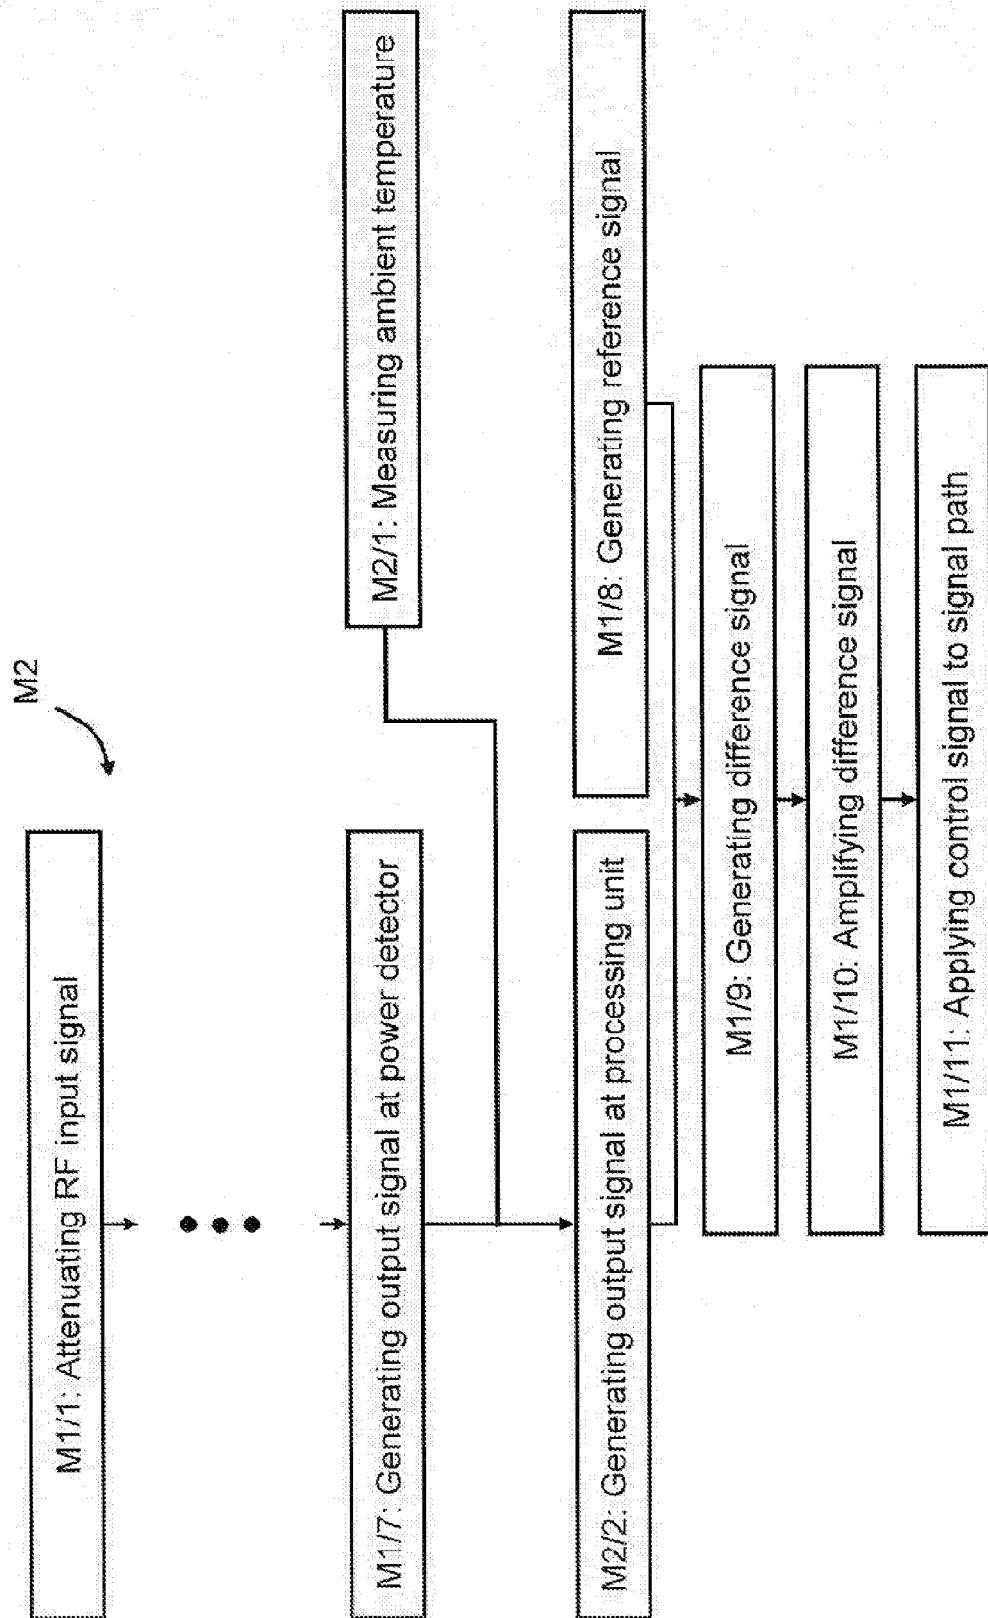 M2
M1/1: Attenuating RF input signal
M1/7: Generating output signal at power detector
M2/1: Measuring ambient temperature
M2/2: Generating output signal at processing unit
M1/8: Generating reference signal
M1/9: Generating difference signal
M1/10: Amplifying difference signal
M1/11: Applying control signal to signal path